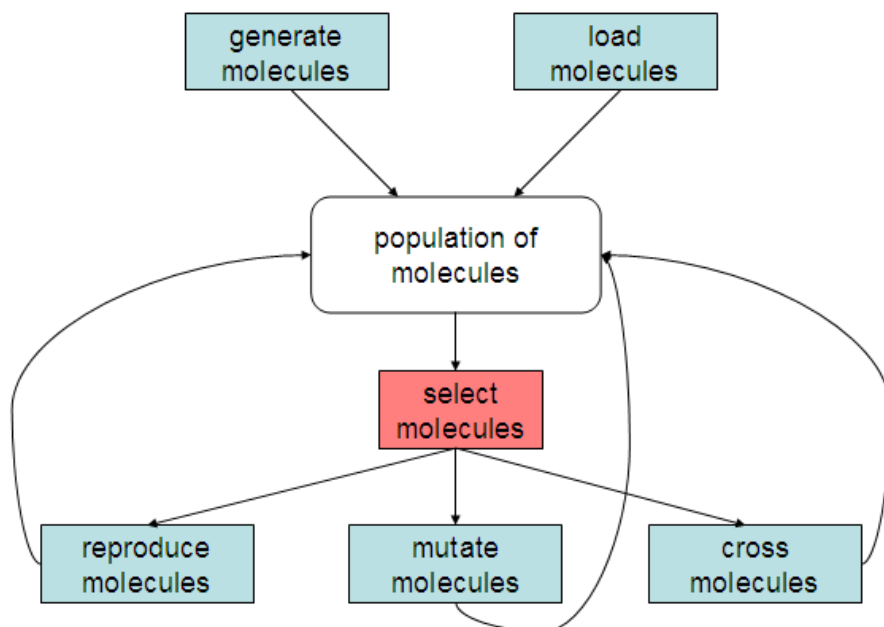 generate
molecules
load
molecules
population of
molecules
select
molecules
reproduce
molecules
mutate
molecules
cross
molecules